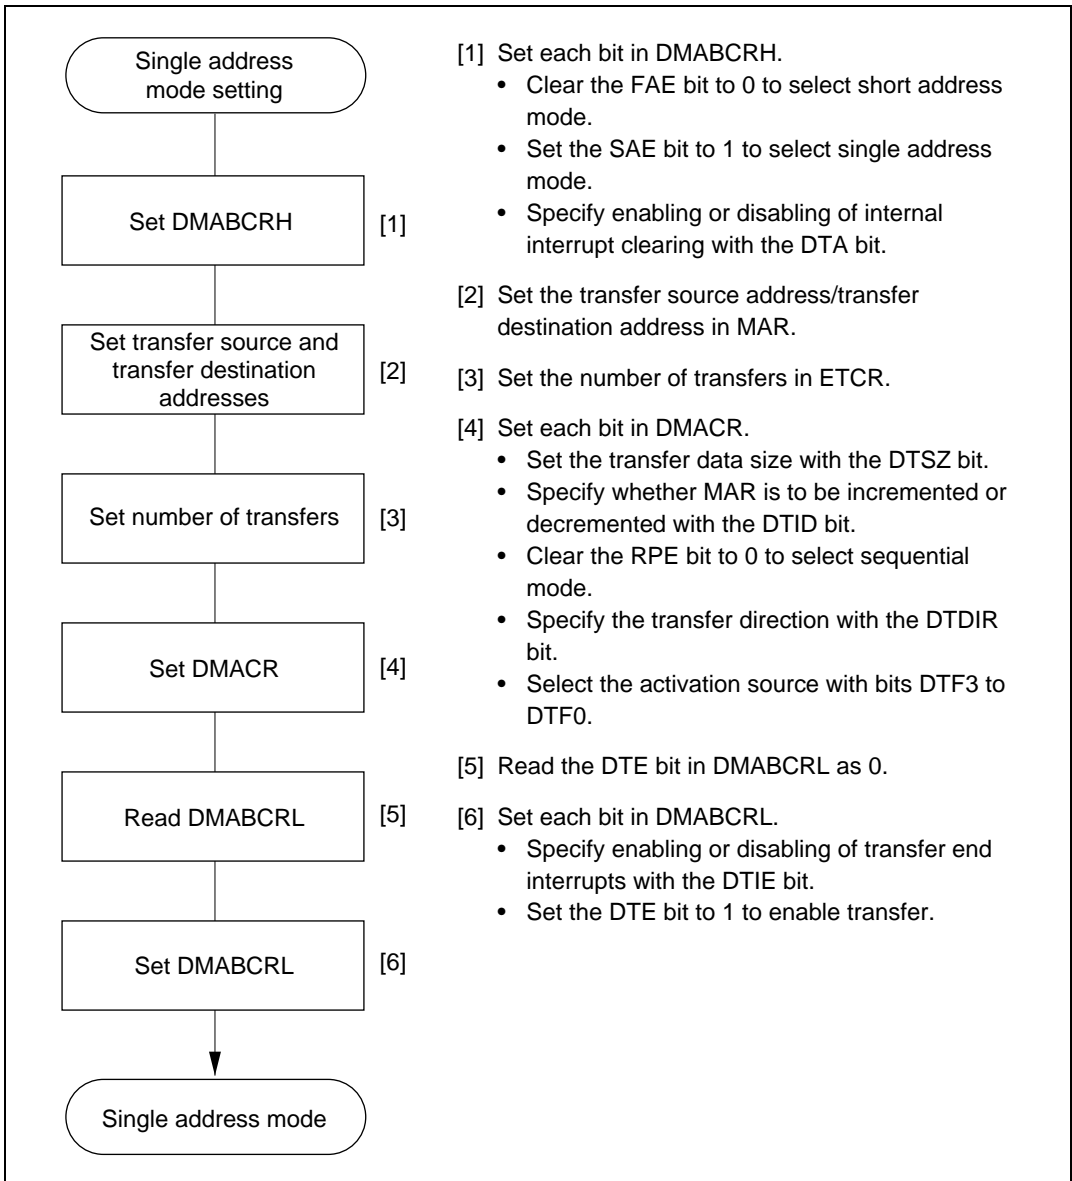 Single address
mode setting
Set DMABCRH
[1]
Set transfer source and
transfer destination
addresses
[2]
Set number of transfers
[3]
Set DMACR
[4]
Read DMABCRL
[5]
Set DMABCRL
[6]
Single address mode
[1] Set each bit in DMABCRH.
• Clear the FAE bit to 0 to select short address
mode.
• Set the SAE bit to 1 to select single address
mode.
• Specify enabling or disabling of internal
interrupt clearing with the DTA bit.
[2] Set the transfer source address/transfer
destination address in MAR.
[3] Set the number of transfers in ETCR.
[4] Set each bit in DMACR.
• Set the transfer data size with the DTSZ bit.
• Specify whether MAR is to be incremented or
decremented with the DTID bit.
• Clear the RPE bit to 0 to select sequential
mode.
• Specify the transfer direction with the DTDIR
bit.
• Select the activation source with bits DTF3 to
DTF0.
[5] Read the DTE bit in DMABCRL as 0.
[6] Set each bit in DMABCRL.
• Specify enabling or disabling of transfer end
interrupts with the DTIE bit.
• Set the DTE bit to 1 to enable transfer.